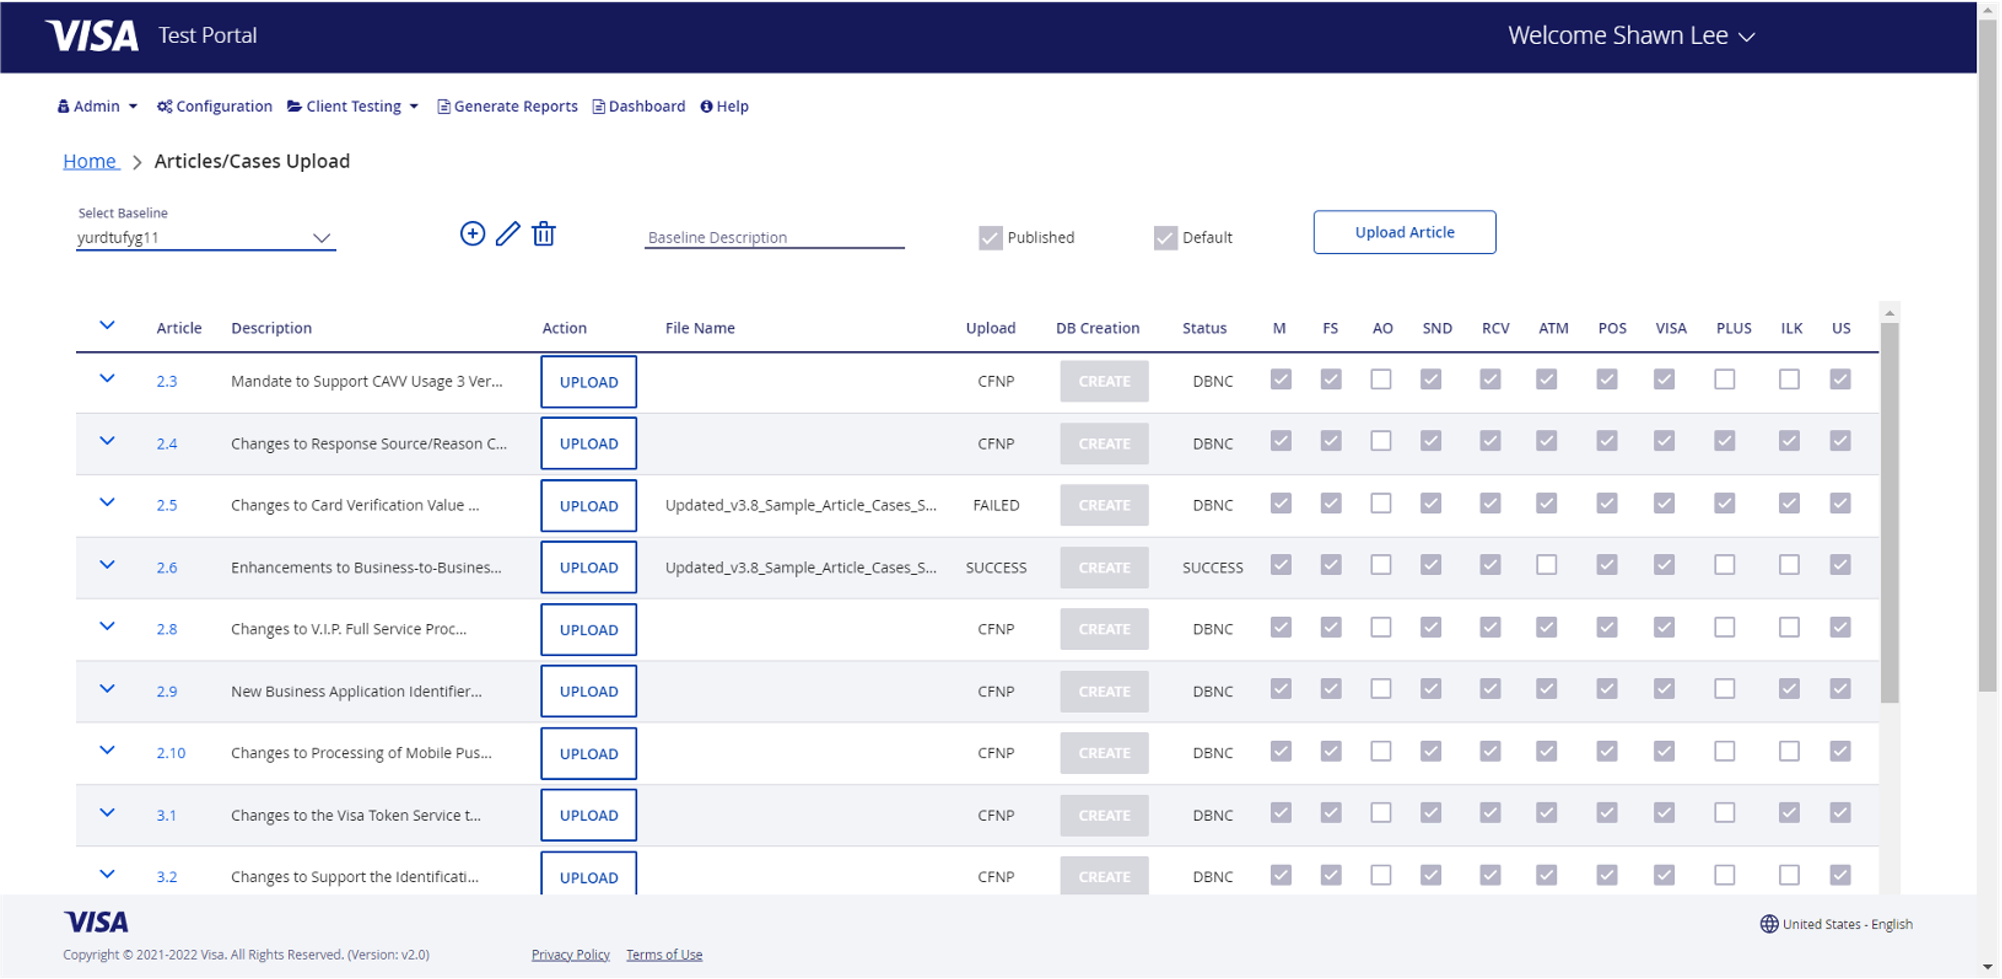 VISA Test Portal Welcome Shawn Lee
Admin Configuration Client Testing Generate Reports Dashboard Help
Home > Articles/Cases Upload
Select Baseline
yurdtufyg11 Baseline Description Published Default Upload Article
Article Description Action File Name Upload DB Creation Status M FS AO SND RCV ATM POS VISA PLUS ILK US
2.3 Mandate to Support CAVV Usage 3 Ver... UPLOAD CFNP CREATE DBNC
2.4 Changes to Response Source/Reason C... UPLOAD CFNP CREATE DBNC
2.5 Changes to Card Verification Value ... UPLOAD Updated_v3.8_Sample_Article_Cases_S... FAILED CREATE DBNC
2.6 Enhancements to Business-to-Busines... UPLOAD Updated_v3.8_Sample_Article_Cases_S... SUCCESS CREATE SUCCESS
2.8 Changes to V.I.P. Full Service Proc... UPLOAD CFNP CREATE DBNC
2.9 New Business Application Identifier... UPLOAD CFNP CREATE DBNC
2.10 Changes to Processing of Mobile Pus... UPLOAD CFNP CREATE DBNC
3.1 Changes to the Visa Token Service t... UPLOAD CFNP CREATE DBNC
3.2 Changes to Support the Identificati... UPLOAD CFNP CREATE DBNC
VISA United States - English
Copyright © 2021-2022 Visa. All Rights Reserved. (Version: v2.0) Privacy Policy Terms of Use